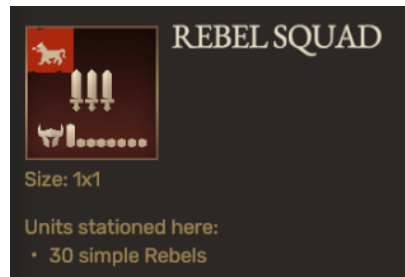 REBEL SQUAD
Size: 1x1
Units stationed here:
• 30 simple Rebels